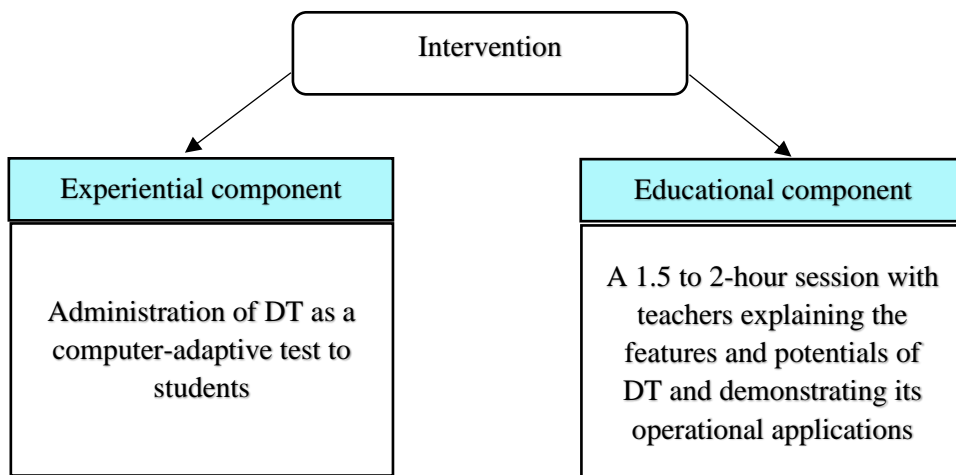 Intervention
Experiential component
Administration of DT as a
computer-adaptive test to
students
Educational component
A 1.5 to 2-hour session with
teachers explaining the
features and potentials of
DT and demonstrating its
operational applications